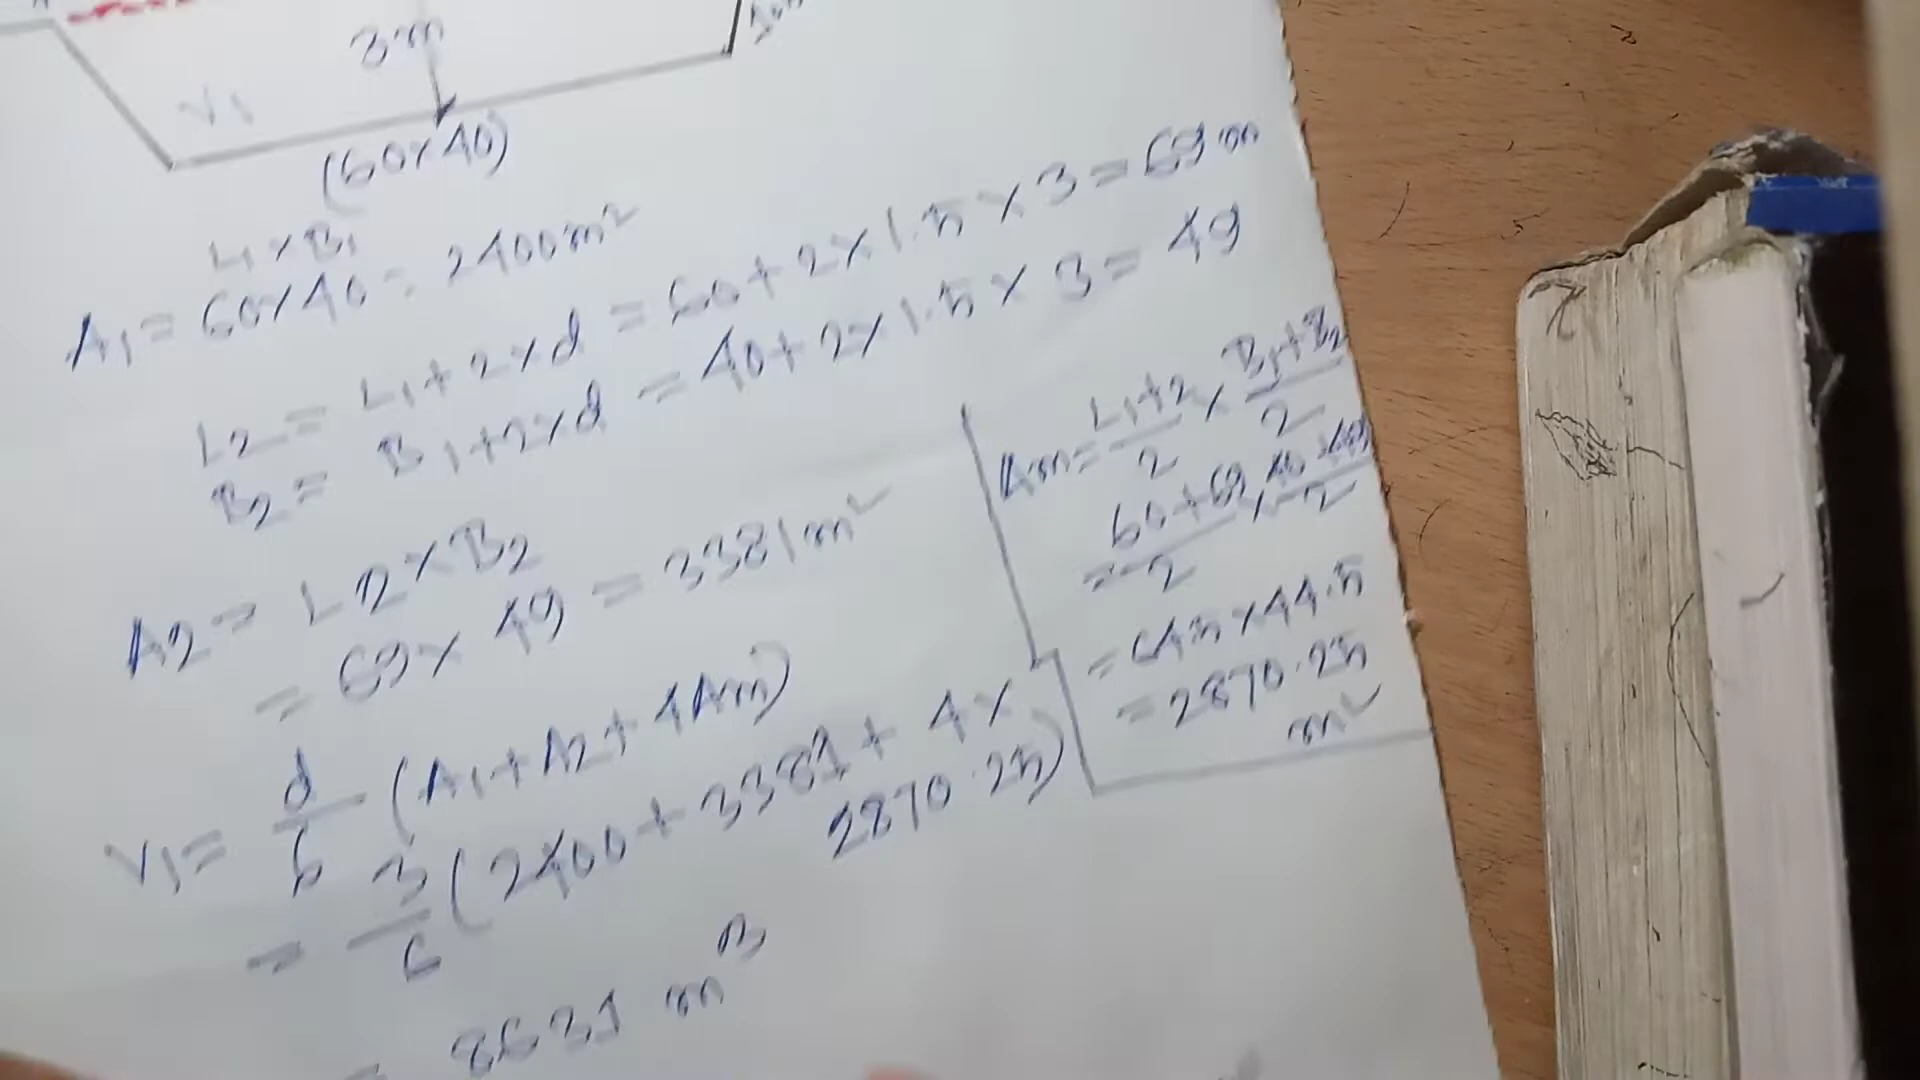 3m
V1
(60×40)
L1×B1
A1= 60×40 = 2400m²
L2= L1+2×d = 60+2×1.5×3=69m
B2= B1+2×d = 40+2×1.5×3=49
A2= L2×B2
= 69×49 = 3381m²
V1= d/6 (A1+A2+4Am)
= 3/6 (2400+3381+4×
2870.25)
= 8631 m³
Am= L1+2/2 × B1+B2/2
= 60+69/2 × 40+49/2
= 64.5×44.5
= 2870.25
m²